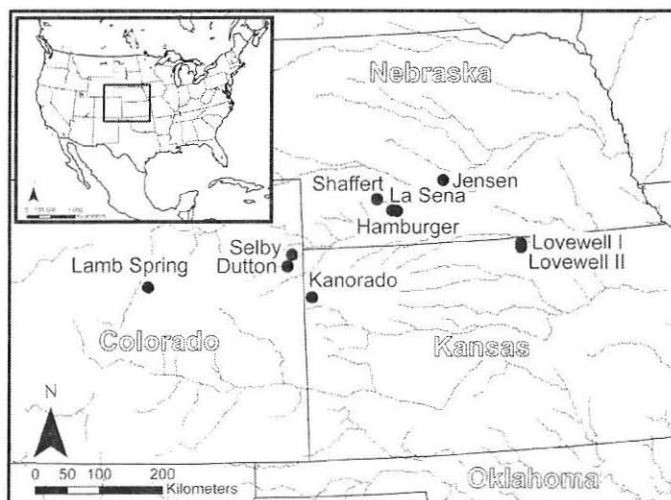 Nebraska
Jensen
Shaffert
La Sena
Hamburger
Selby
Dutton
Lovewell I
Lovewell II
Lamb Spring
Kanorado
Colorado
Kansas
N
0 50 100 200
Kilometers
Oklahoma